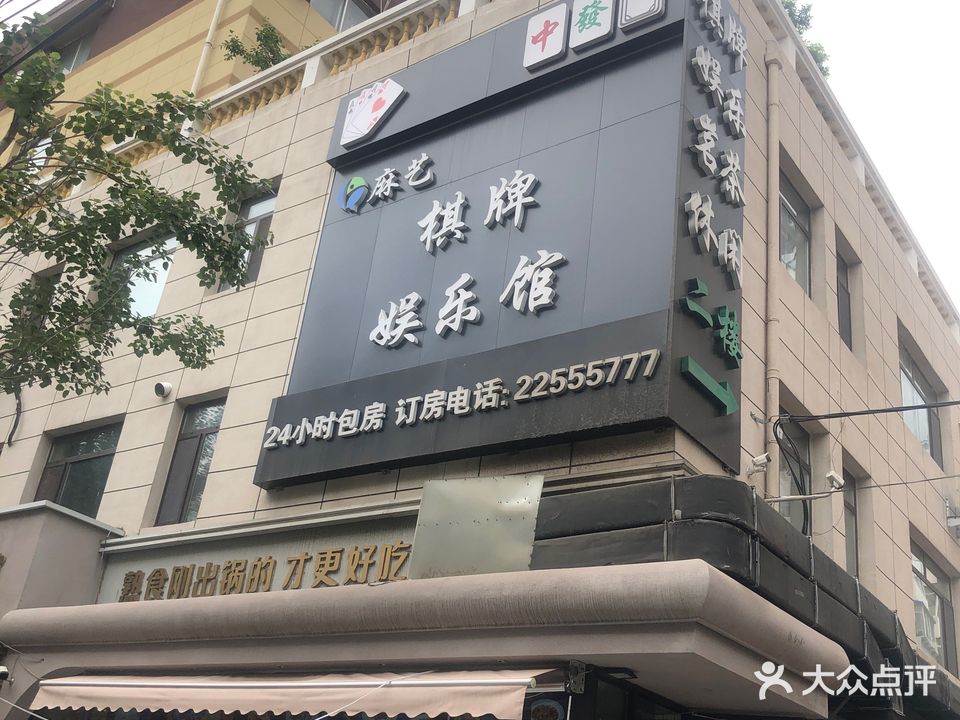 中 發
麻艺
棋牌
娱乐馆
24小时包房 订房电话: 22555777
棋牌娱乐
茗茶休闲
二楼
熟食刚出锅的 才更好吃
大众点评